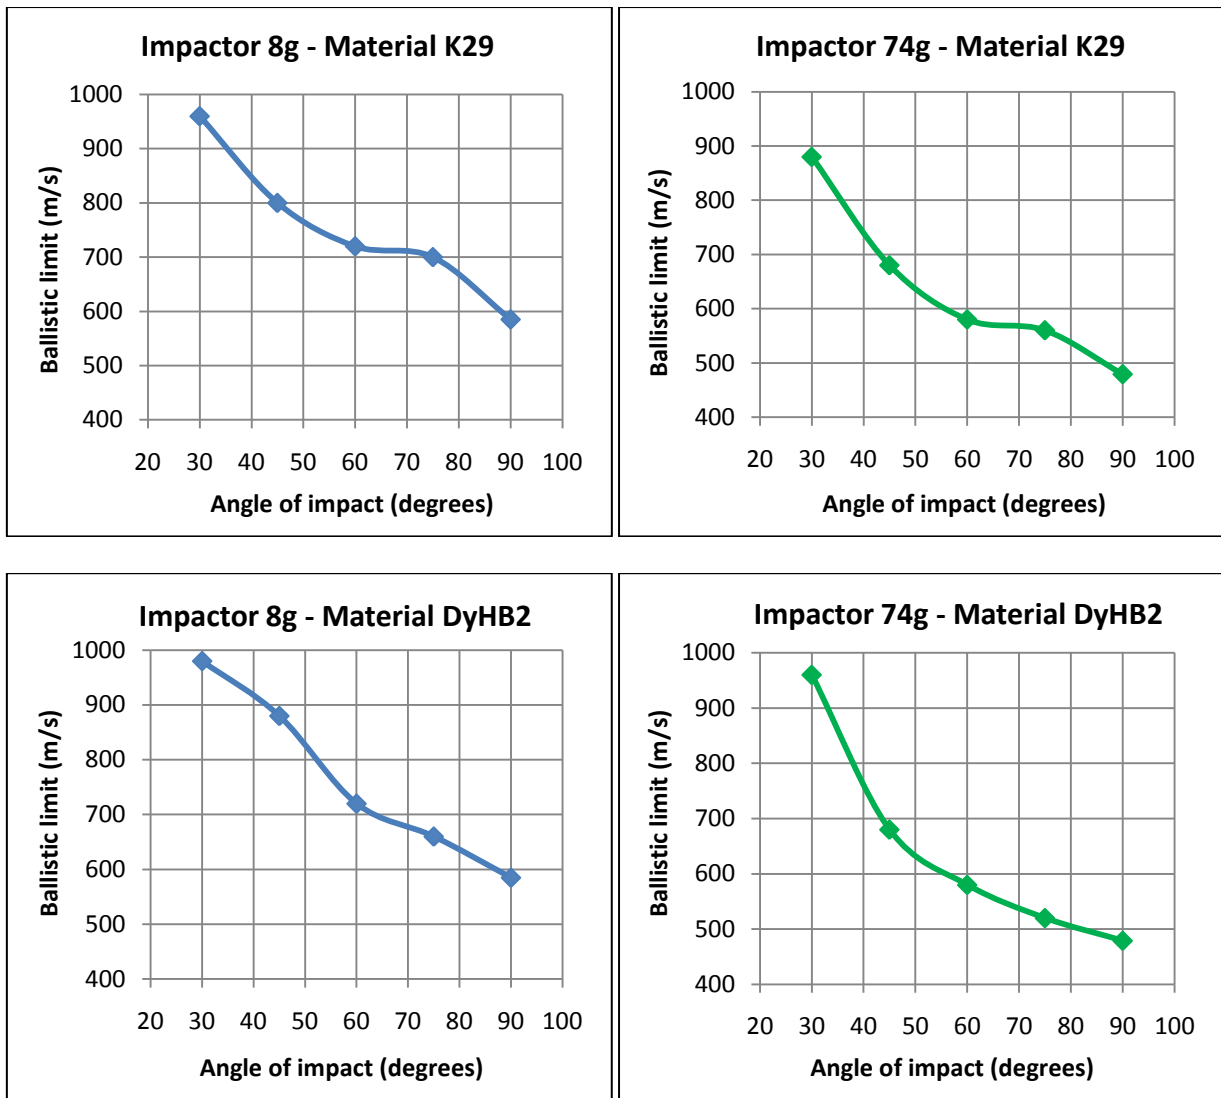 Impactor 8g - Material K29
1000
900
800
700
600
500
400
Ballistic limit (m/s)
20 30 40 50 60 70 80 90 100
Angle of impact (degrees)
Impactor 74g - Material K29
1000
900
800
700
600
500
400
Ballistic limit (m/s)
20 30 40 50 60 70 80 90 100
Angle of impact (degrees)
Impactor 8g - Material DyHB2
1000
900
800
700
600
500
400
Ballistic limit (m/s)
20 30 40 50 60 70 80 90 100
Angle of impact (degrees)
Impactor 74g - Material DyHB2
1000
900
800
700
600
500
400
Ballistic limit (m/s)
20 30 40 50 60 70 80 90 100
Angle of impact (degrees)